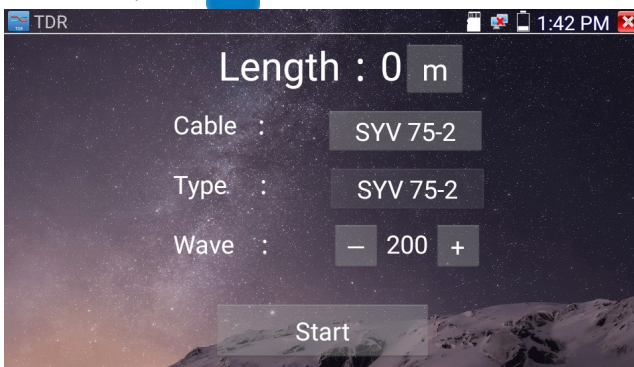 TDR 1:42 PM
Length : 0 m
Cable : SYV 75-2
Type : SYV 75-2
Wave : – 200 +
Start